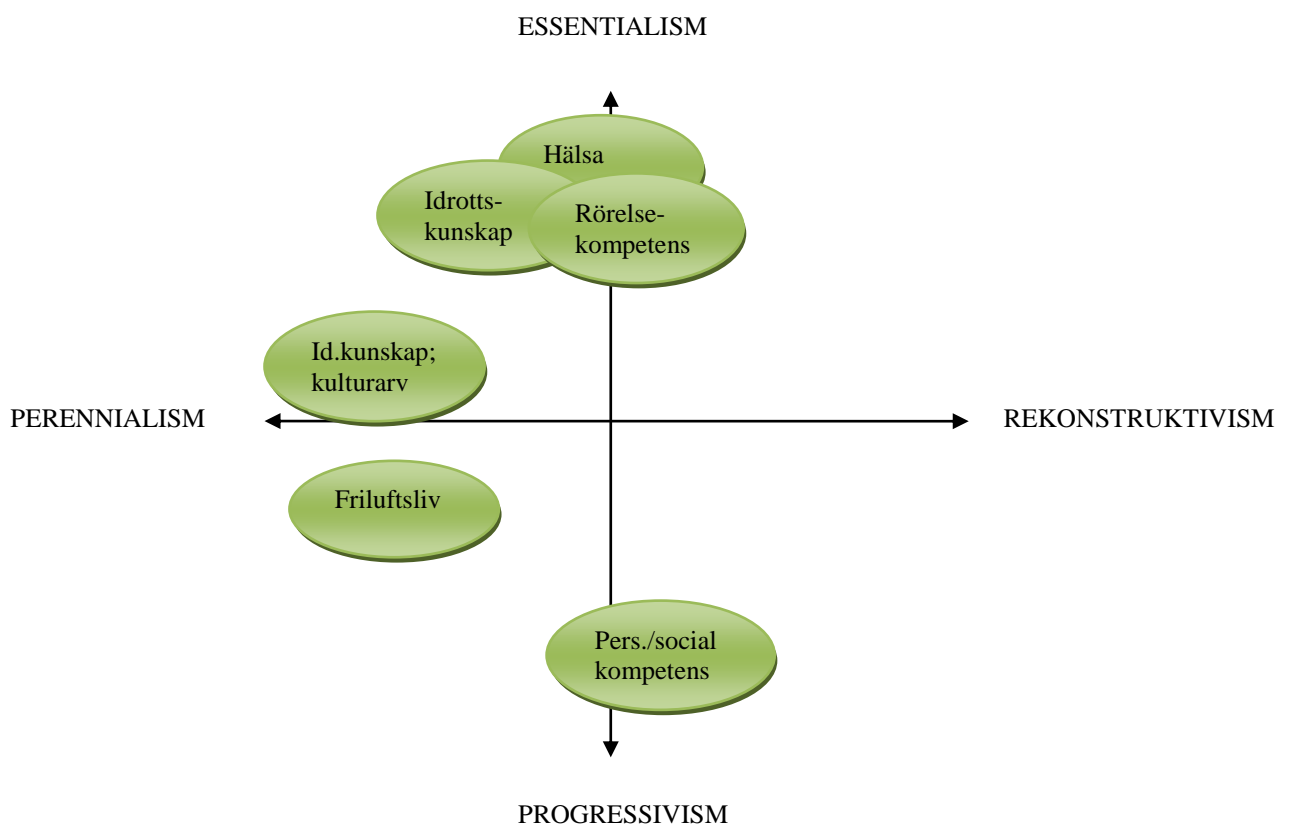 ESSENTIALISM
Hälsa
Idrotts-
kunskap
Rörelse-
kompetens
Id.kunskap;
kulturarv
PERENNIALISM
REKONSTRUKTIVISM
Friluftsliv
Pers./social
kompetens
PROGRESSIVISM